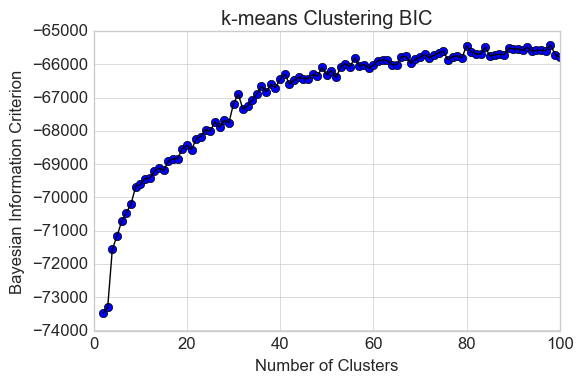 k-means Clustering BIC
Bayesian Information Criterion
−65000
−66000
−67000
−68000
−69000
−70000
−71000
−72000
−73000
−74000
0 20 40 60 80 100
Number of Clusters